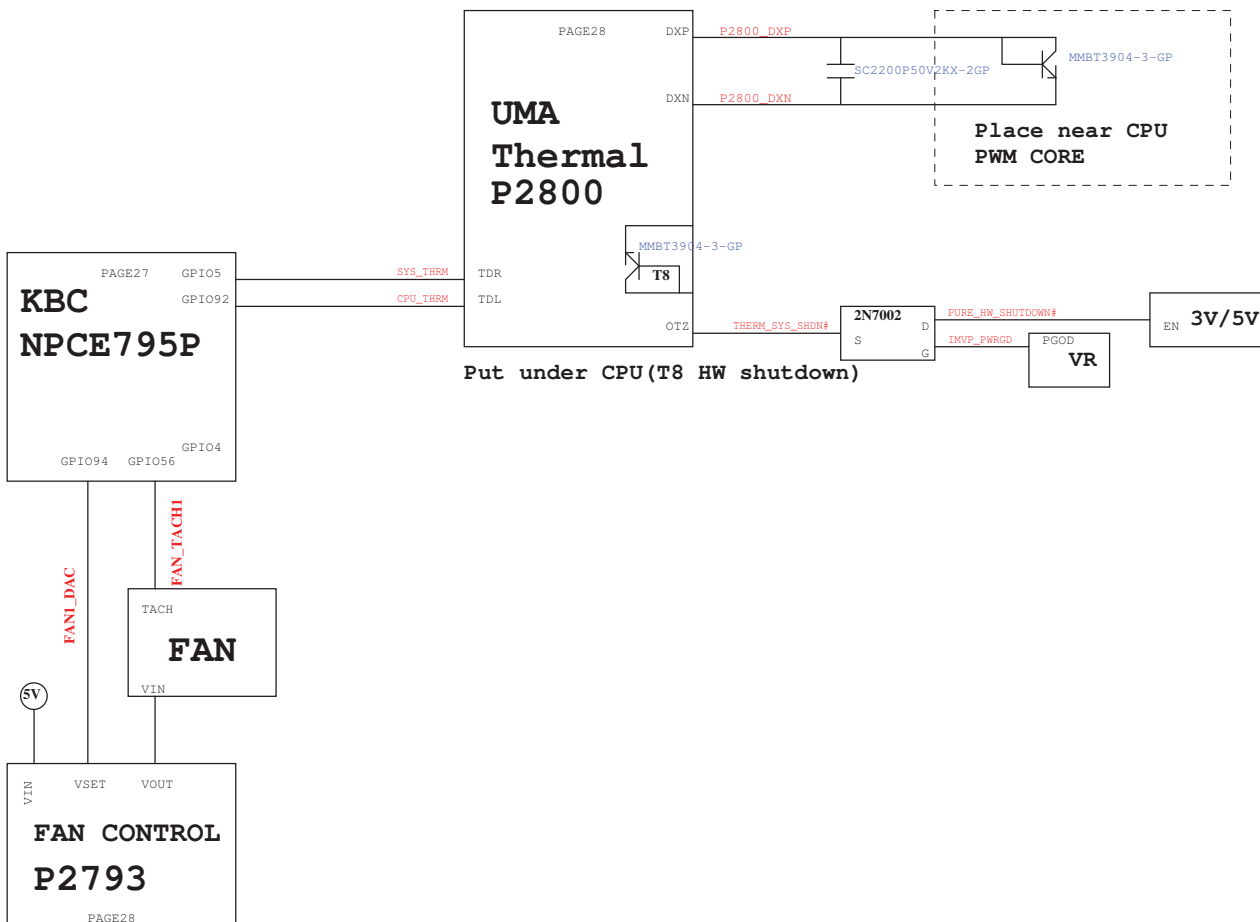 PAGE28
DXP
P2800_DXP
MMBT3904-3-GP
SC2200P50V2KX-2GP
DXN
P2800_DXN
UMA
Thermal
P2800
Place near CPU
PWM CORE
MMBT3904-3-GP
T8
PAGE27
GPIO5
SYS_THRM
TDR
KBC
NPCE795P
GPIO92
CPU_THRM
TDL
OTZ
THERM_SYS_SHDN#
2N7002
S
D
G
PURE_HW_SHUTDOWN#
IMVP_PWRGD
EN
3V/5V
PGOD
VR
Put under CPU(T8 HW shutdown)
GPIO4
GPIO94
GPIO56
FAN1_DAC
FAN_TACH1
TACH
FAN
VIN
5V
VIN
VSET
VOUT
FAN CONTROL
P2793
PAGE28